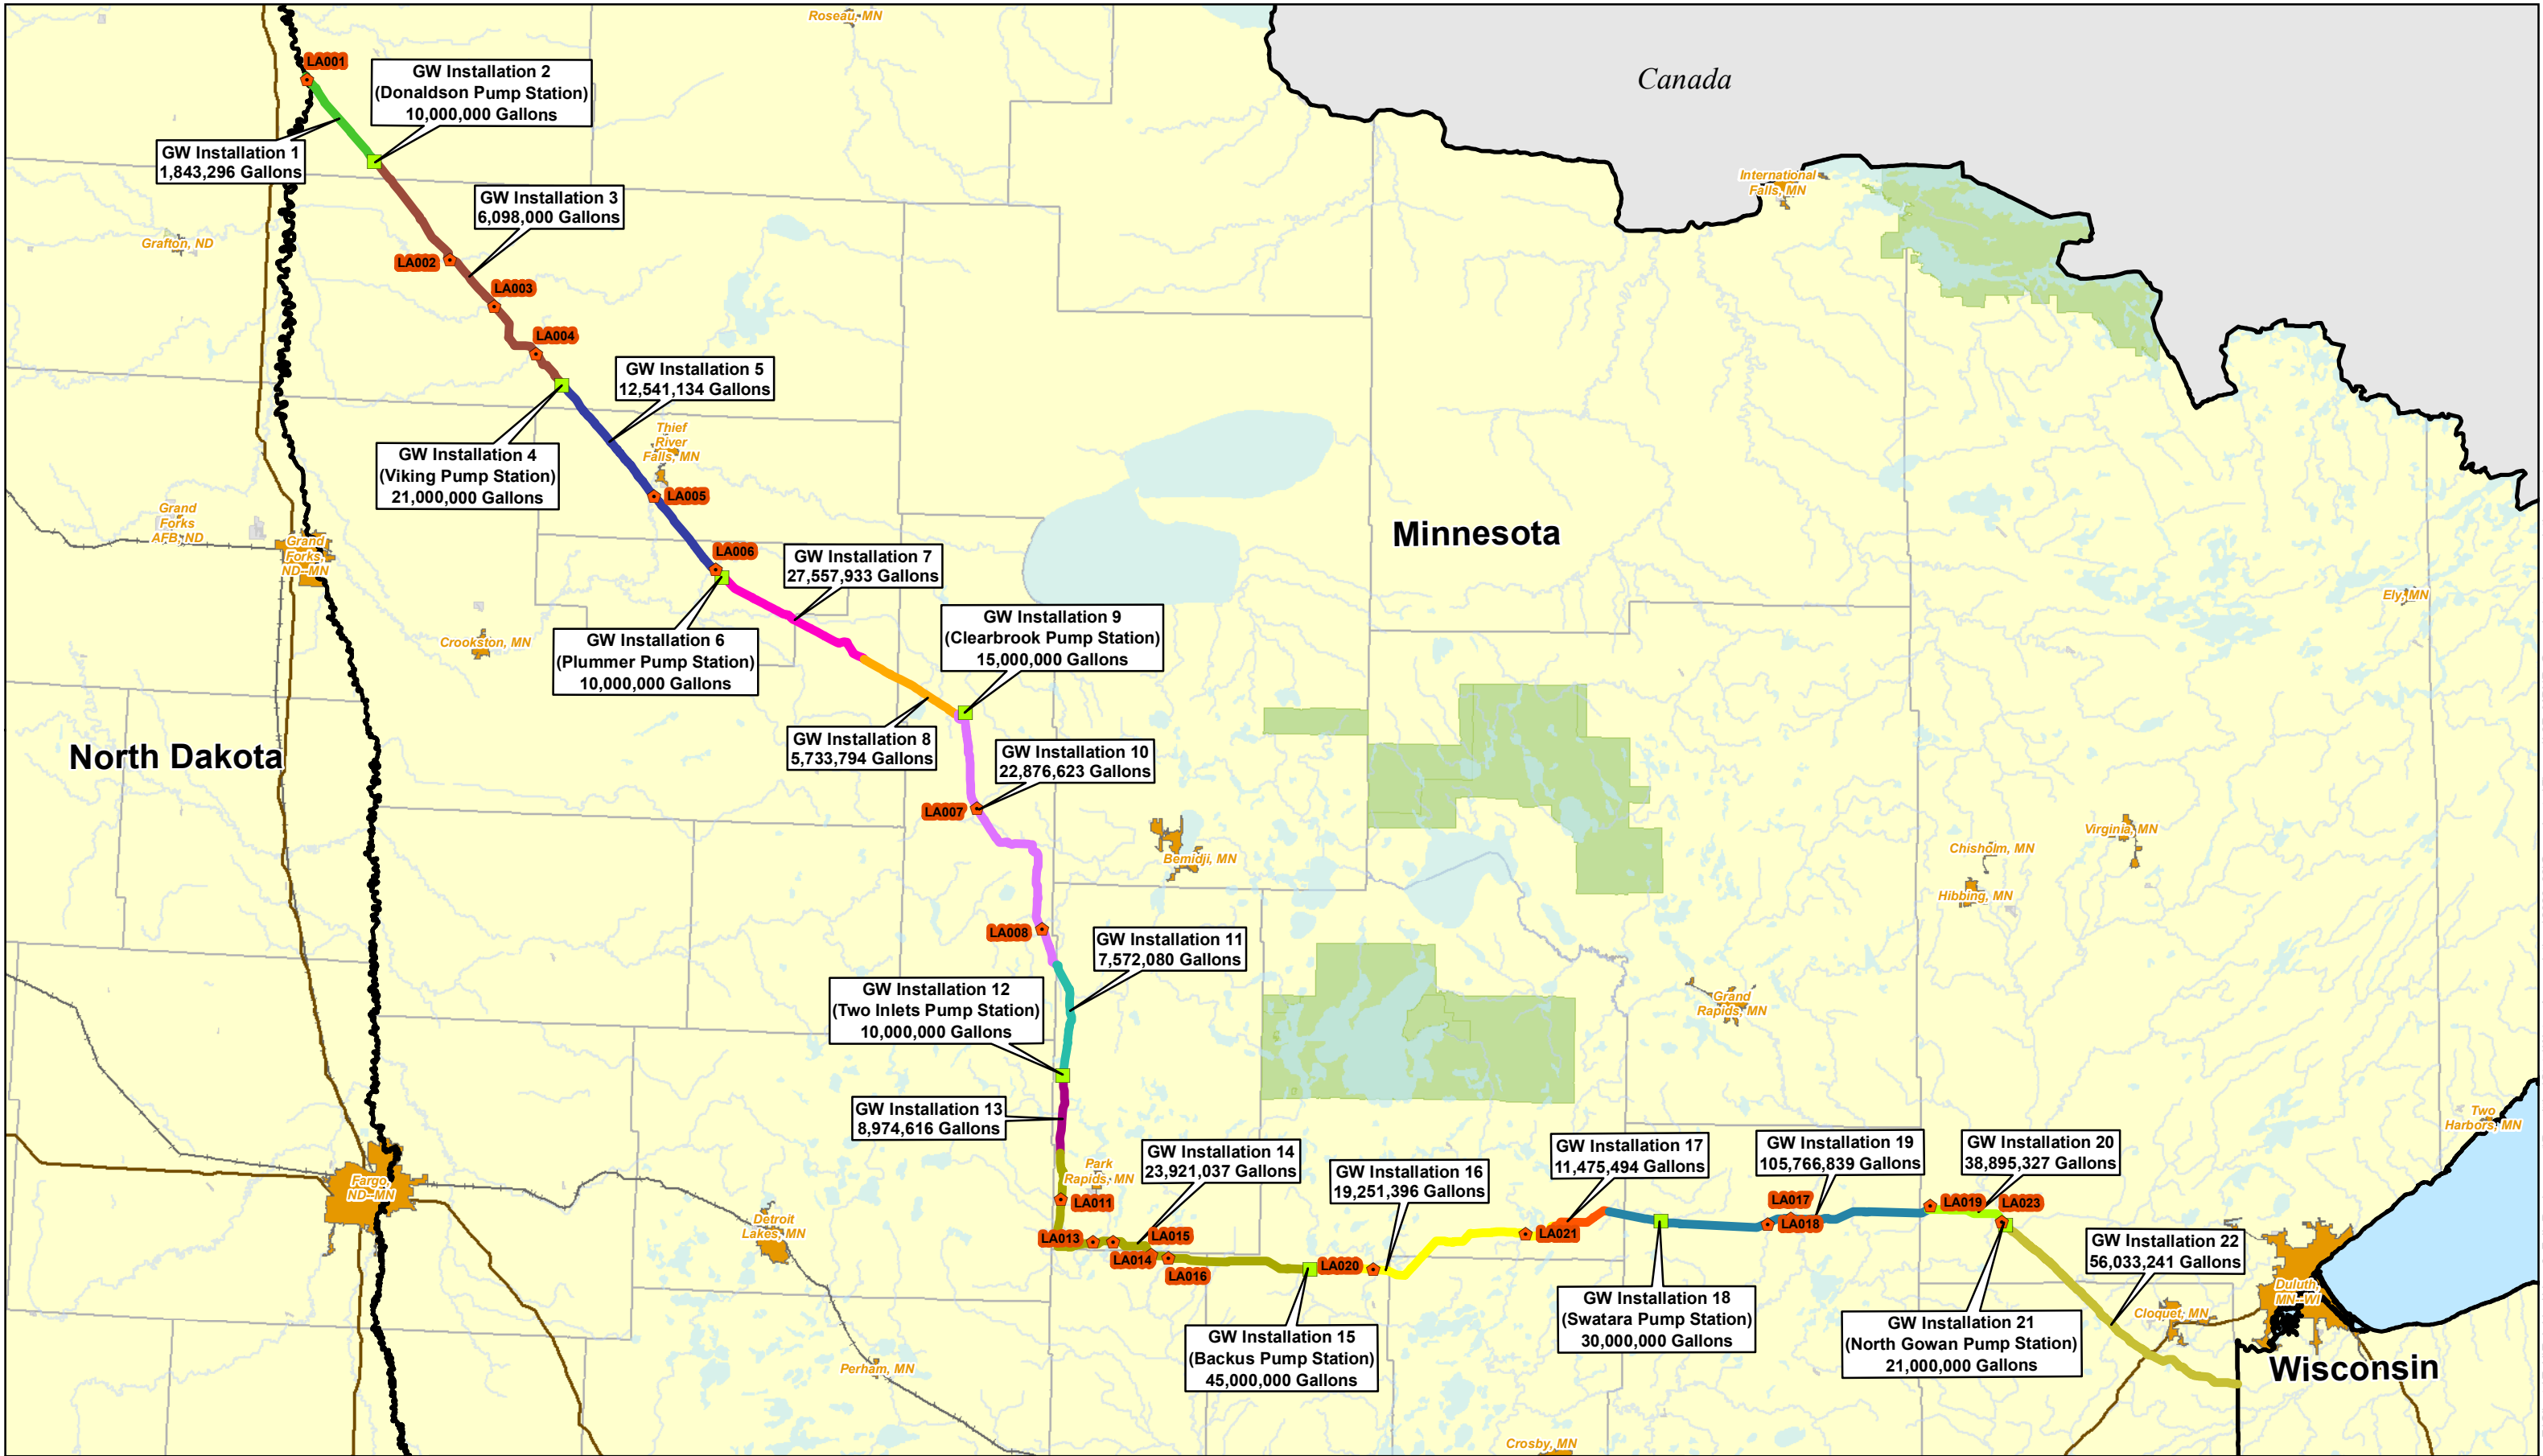 Roseau, MN
Canada
LA001
GW Installation 2
(Donaldson Pump Station)
10,000,000 Gallons
GW Installation 1
1,843,296 Gallons
International
Falls, MN
GW Installation 3
6,098,000 Gallons
Grafton, ND
LA002
LA003
LA004
GW Installation 5
12,541,134 Gallons
Thief
River
Falls, MN
GW Installation 4
(Viking Pump Station)
21,000,000 Gallons
LA005
Minnesota
Grand
Forks
AFB, ND
Grand
Forks,
ND--MN
LA006
GW Installation 7
27,557,933 Gallons
Ely, MN
GW Installation 9
(Clearbrook Pump Station)
15,000,000 Gallons
Crookston, MN
GW Installation 6
(Plummer Pump Station)
10,000,000 Gallons
North Dakota
GW Installation 8
5,733,794 Gallons
GW Installation 10
22,876,623 Gallons
LA007
Bemidji, MN
Virginia, MN
Chisholm, MN
Hibbing, MN
LA008
GW Installation 11
7,572,080 Gallons
GW Installation 12
(Two Inlets Pump Station)
10,000,000 Gallons
Grand
Rapids, MN
GW Installation 13
8,974,616 Gallons
Two
Harbors, MN
GW Installation 14
23,921,037 Gallons
Park
Rapids, MN
GW Installation 16
19,251,396 Gallons
GW Installation 17
11,475,494 Gallons
GW Installation 19
105,766,839 Gallons
GW Installation 20
38,895,327 Gallons
Fargo,
ND--MN
LA011
LA017
LA019
LA023
Detroit
Lakes, MN
LA013
LA015
LA018
LA021
LA014
LA016
LA020
GW Installation 22
56,033,241 Gallons
Duluth,
MN--WI
Cloquet, MN
GW Installation 18
(Swatara Pump Station)
30,000,000 Gallons
GW Installation 21
(North Gowan Pump Station)
21,000,000 Gallons
GW Installation 15
(Backus Pump Station)
45,000,000 Gallons
Perham, MN
Wisconsin
Crosby, MN